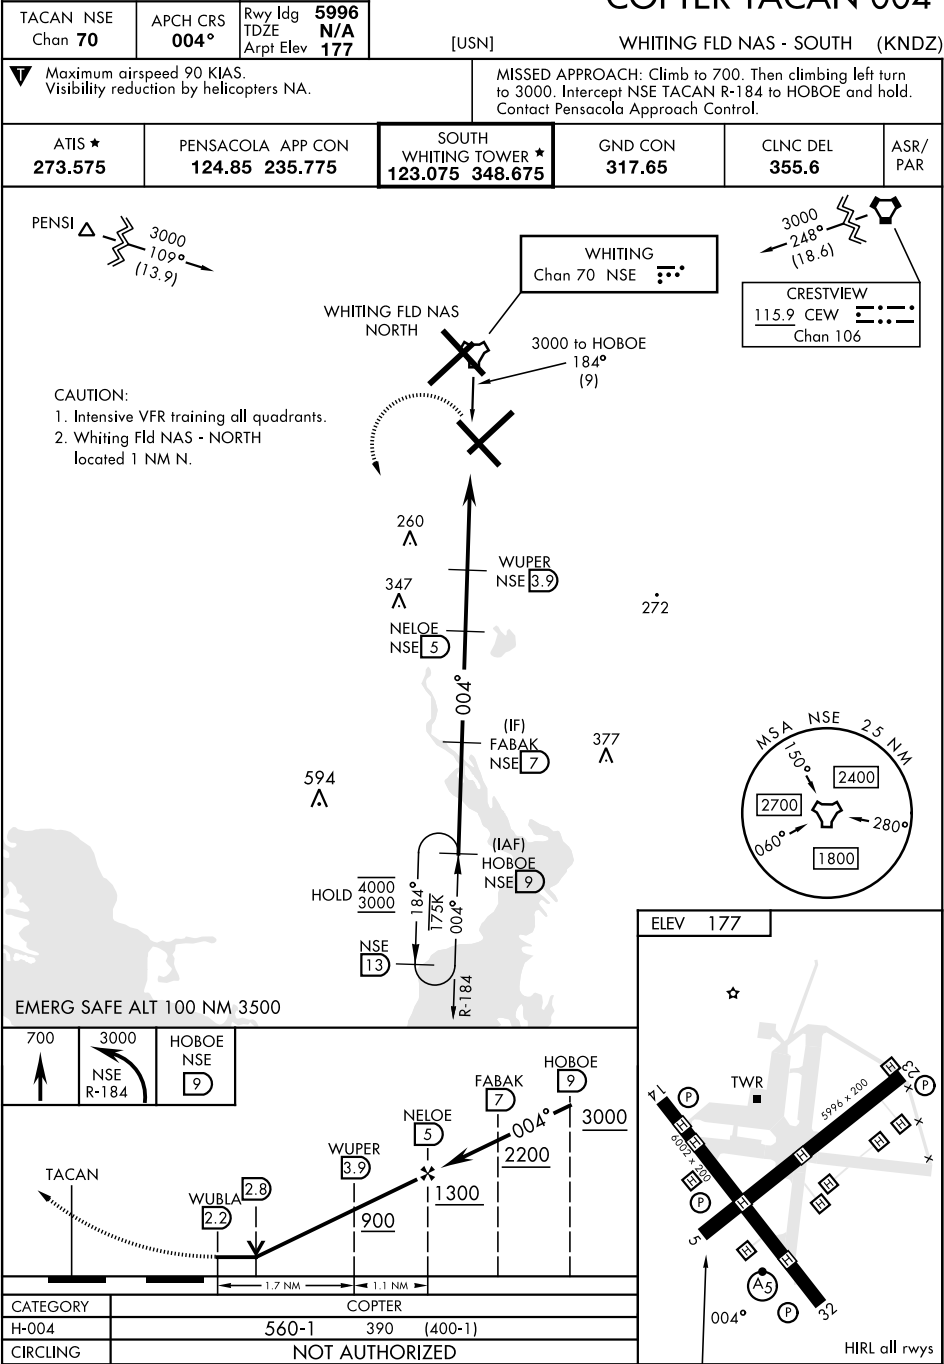 COPTER TACAN 004°
TACAN NSE
Chan 70
APCH CRS
004°
Rwy ldg 5996
TDZE N/A
Arpt Elev 177
[USN]
WHITING FLD NAS - SOUTH (KNDZ)
T
Maximum airspeed 90 KIAS.
Visibility reduction by helicopters NA.
MISSED APPROACH: Climb to 700. Then climbing left turn
to 3000. Intercept NSE TACAN R-184 to HOBOE and hold.
Contact Pensacola Approach Control.
ATIS ★
273.575
PENSACOLA APP CON
124.85 235.775
SOUTH
WHITING TOWER ★
123.075 348.675
GND CON
317.65
CLNC DEL
355.6
ASR/
PAR
PENSI
3000
109°
(13.9)
3000
248°
(18.6)
WHITING
Chan 70 NSE
CRESTVIEW
115.9 CEW
Chan 106
WHITING FLD NAS
NORTH
3000 to HOBOE
184°
(9)
CAUTION:
1. Intensive VFR training all quadrants.
2. Whiting Fld NAS - NORTH
located 1 NM N.
260
WUPER
NSE 3.9
347
272
NELOE
NSE 5
004°
(IF)
FABAK
NSE 7
377
594
MSA NSE 25 NM
150°
2400
2700
280°
060°
1800
(IAF)
HOBOE
NSE 9
HOLD
4000
3000
184°
175K
004°
NSE
13
R-184
EMERG SAFE ALT 100 NM 3500
ELEV 177
700
3000
NSE
R-184
HOBOE
NSE
9
HOBOE
9
FABAK
7
NELOE
5
004°
3000
2200
WUPER
3.9
1300
TACAN
WUBLA
2.2
2.8
900
1.7 NM
1.1 NM
TWR
14
P
23
P
5996 x 200
6002 x 200
H
H
H
H
H
H
H
H
H
H
H
H
P
5
A5
P
32
004°
HIRL all rwys
CATEGORY
COPTER
H-004
560-1 390 (400-1)
CIRCLING
NOT AUTHORIZED